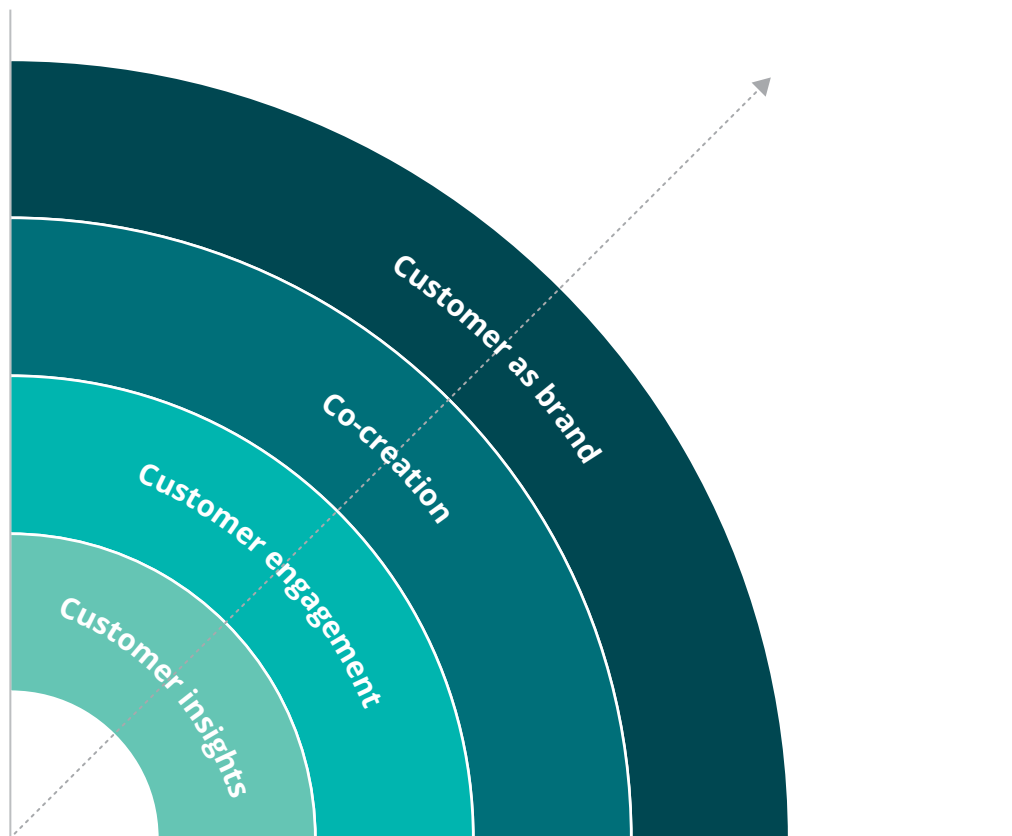 Customer as brand
Co-creation
Customer engagement
Customer insights